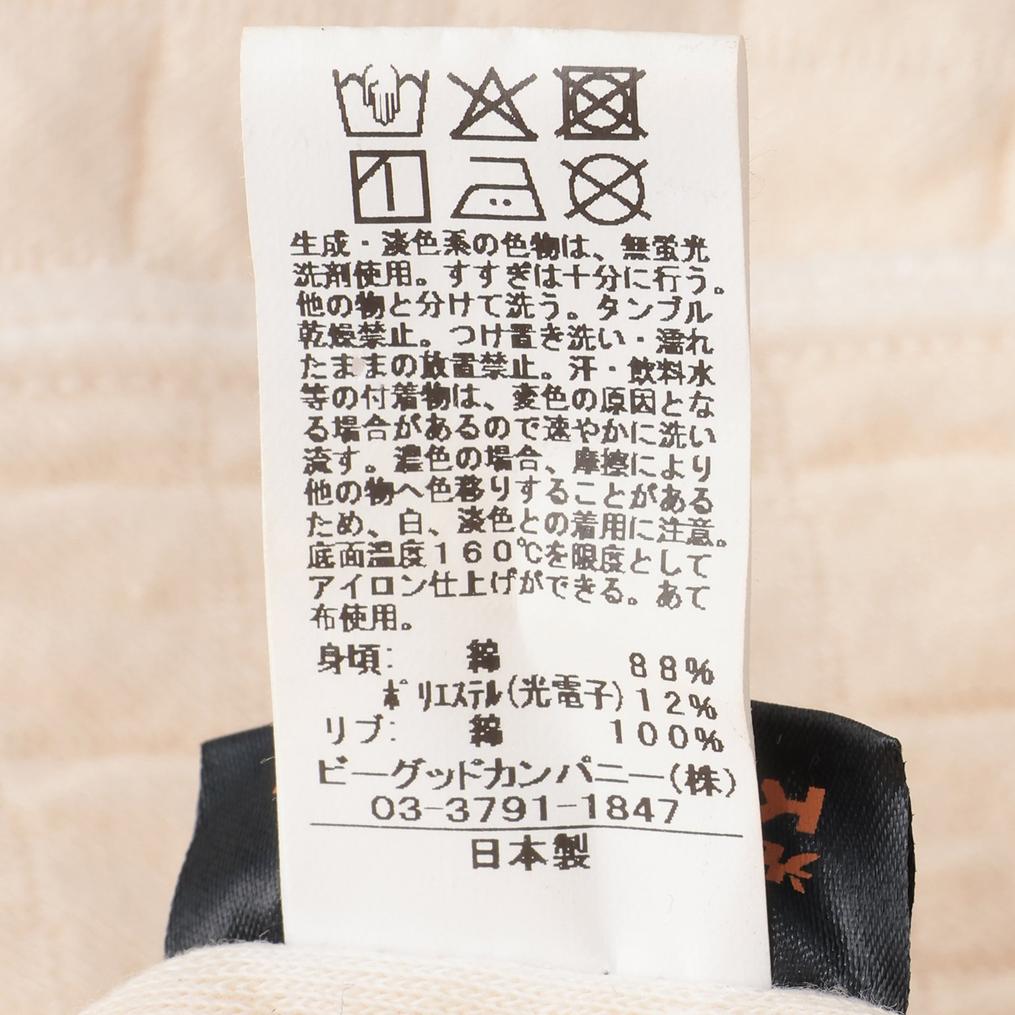 生成・淡色系の色物は、無蛍光
洗剤使用。すすぎは十分に行う。
他の物と分けて洗う。タンブル
乾燥禁止。つけ置き洗い・濡れ
たままの放置禁止。汗・飲料水
等の付着物は、変色の原因とな
る場合があるので速やかに洗い
流す。濃色の場合、摩擦により
他の物へ色移りすることがある
ため、白、淡色との着用に注意。
底面温度160℃を限度として
アイロン仕上げができる。あて
布使用。
身頃: 綿 88%
ポリエステル(光電子)12%
リブ: 綿 100%
ビーグッドカンパニー(株)
03-3791-1847
日本製